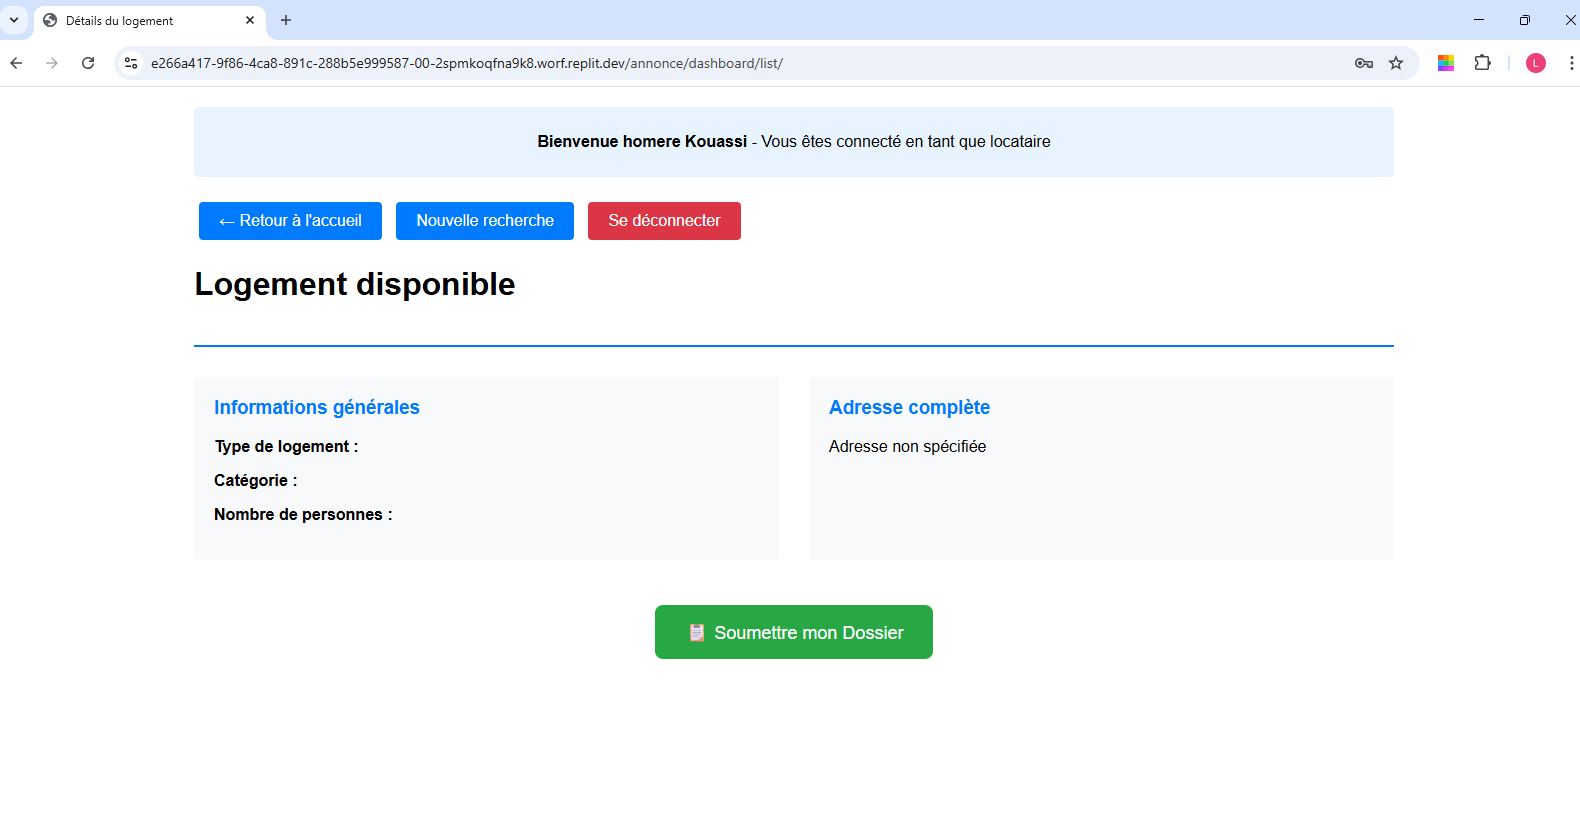 Détails du logement
e266a417-9f86-4ca8-891c-288b5e999587-00-2spmkoqfna9k8.worf.replit.dev/annonce/dashboard/list/
L
Bienvenue homere Kouassi - Vous êtes connecté en tant que locataire
← Retour à l'accueil
Nouvelle recherche
Se déconnecter
Logement disponible
Informations générales
Type de logement :
Catégorie :
Nombre de personnes :
Adresse complète
Adresse non spécifiée
📋 Soumettre mon Dossier